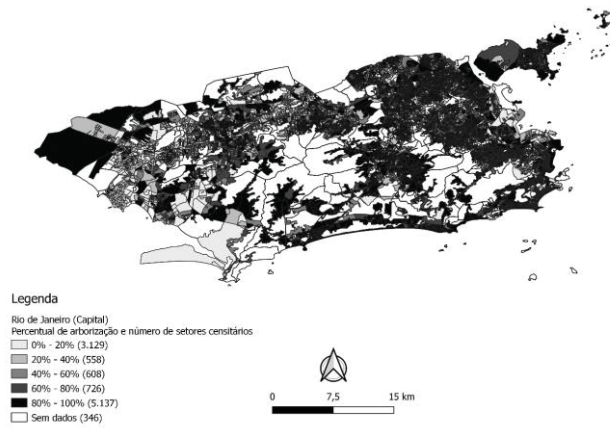 Legenda
Rio de Janeiro (Capital)
Percentual de arborização e número de setores censitários
0% - 20% (3.129)
20% - 40% (558)
40% - 60% (608)
60% - 80% (726)
80% - 100% (5.137)
Sem dados (346)
0 7,5 15 km